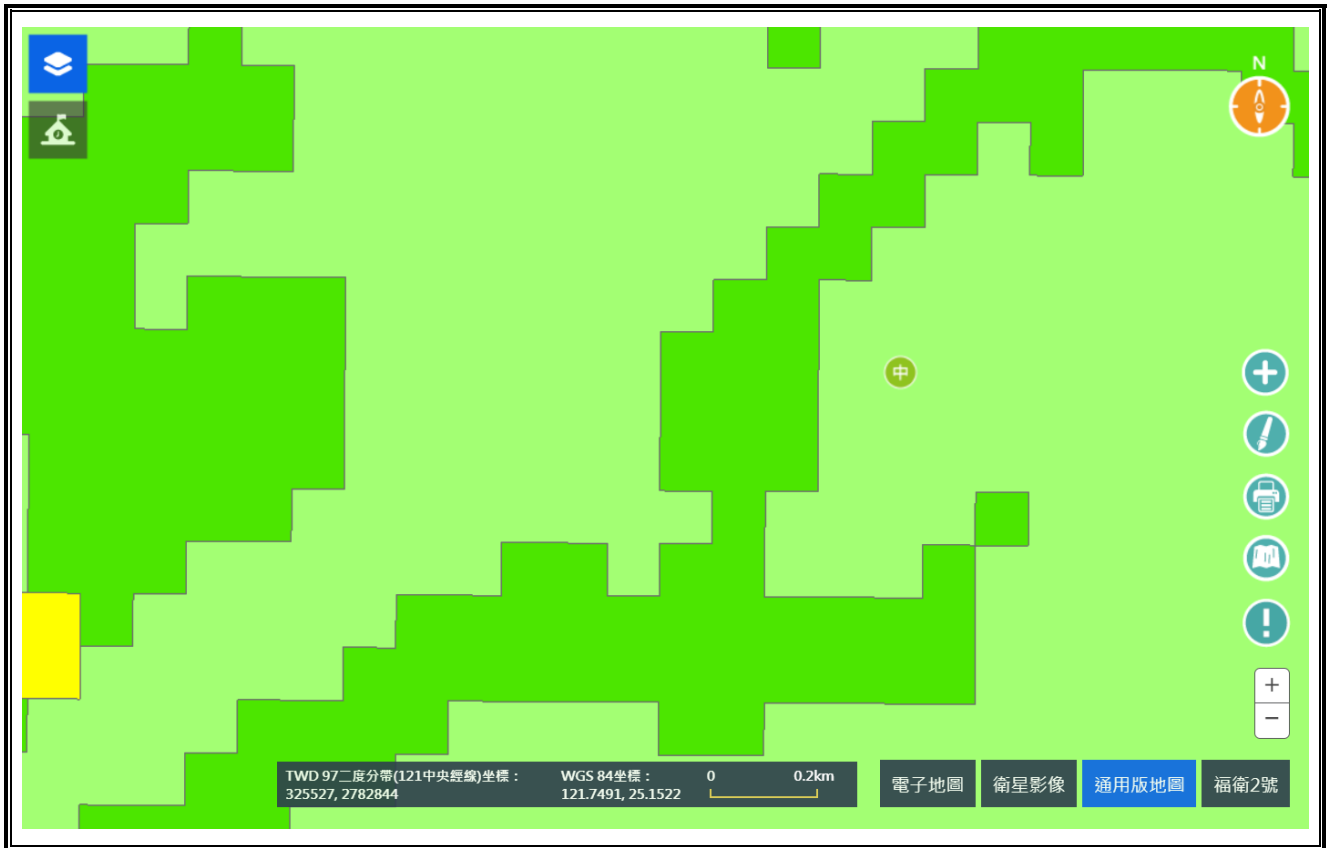 N
中
+
−
TWD 97二度分帶(121中央經線)坐標：
325527, 2782844
WGS 84坐標：
121.7491, 25.1522
0 0.2km
電子地圖
衛星影像
通用版地圖
福衛2號